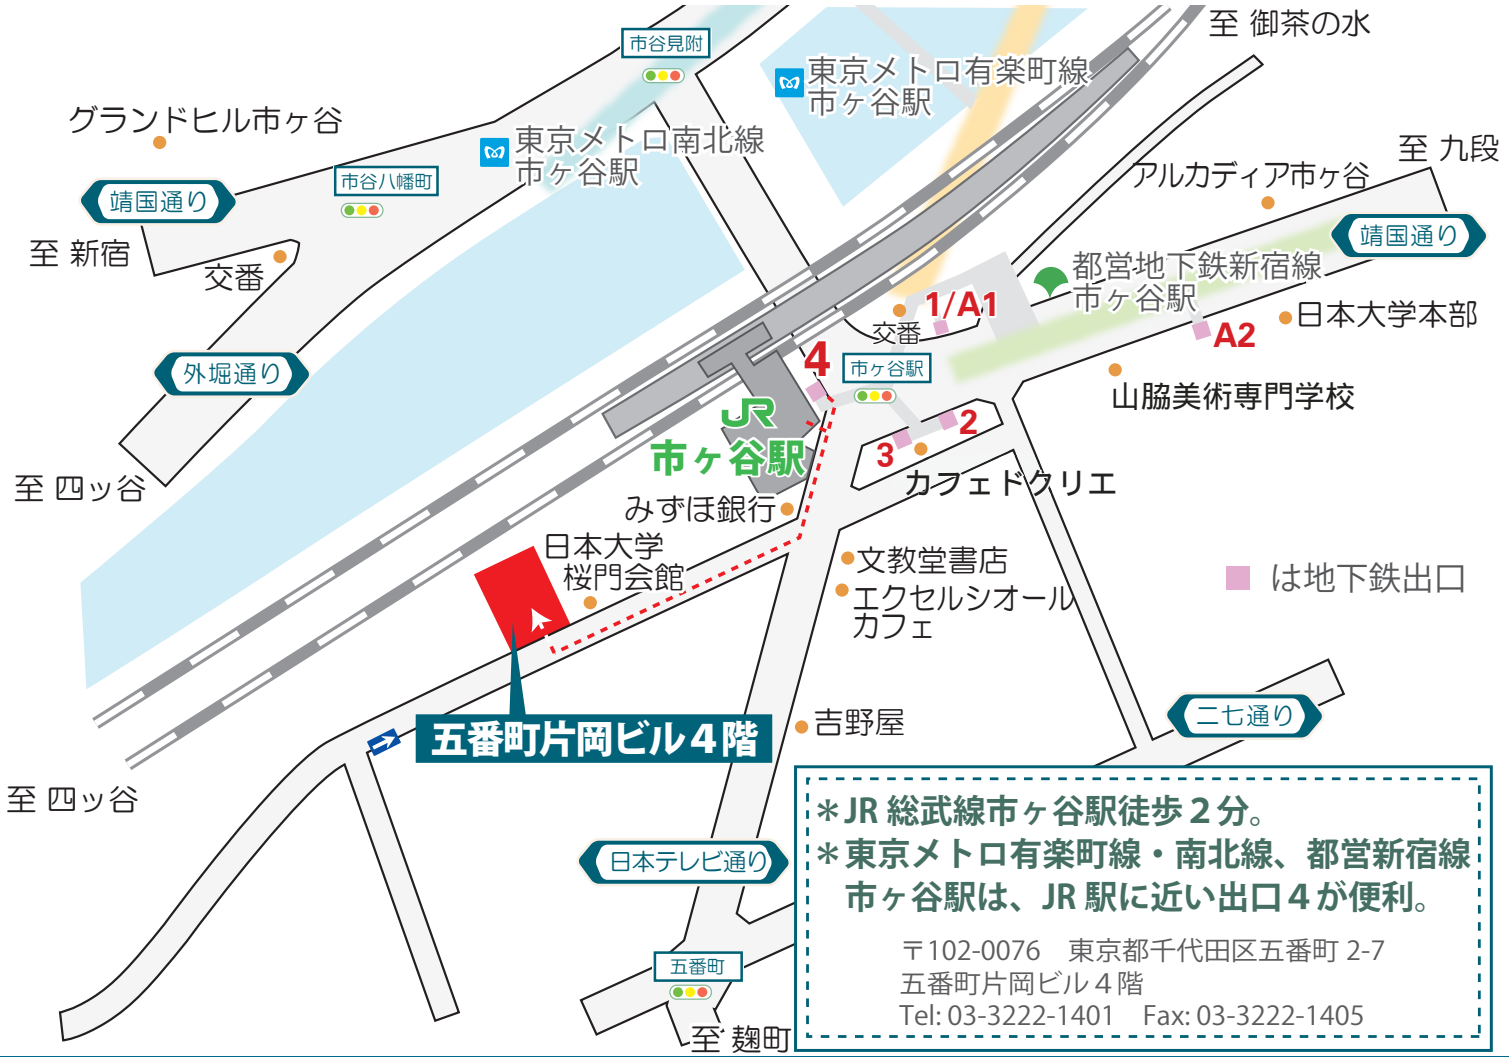 至 御茶の水
市谷見附
東京メトロ有楽町線
市ヶ谷駅
グランドヒル市ヶ谷
東京メトロ南北線
市ヶ谷駅
至 九段
アルカディア市ヶ谷
市谷八幡町
靖国通り
靖国通り
至 新宿
交番
都営地下鉄新宿線
市ヶ谷駅
1/A1
交番
日本大学本部
A2
4
市ヶ谷駅
外堀通り
山脇美術専門学校
JR
市ヶ谷駅
2
3
カフェドクリエ
至 四ッ谷
みずほ銀行
日本大学
桜門会館
文教堂書店
エクセルシオール
カフェ
は地下鉄出口
二七通り
吉野屋
五番町片岡ビル４階
至 四ッ谷
日本テレビ通り
五番町
至 麹町
＊JR 総武線市ヶ谷駅徒歩２分。
＊東京メトロ有楽町線・南北線、都営新宿線
市ヶ谷駅は、JR 駅に近い出口４が便利。
〒102-0076　東京都千代田区五番町 2-7
五番町片岡ビル４階
Tel: 03-3222-1401　Fax: 03-3222-1405